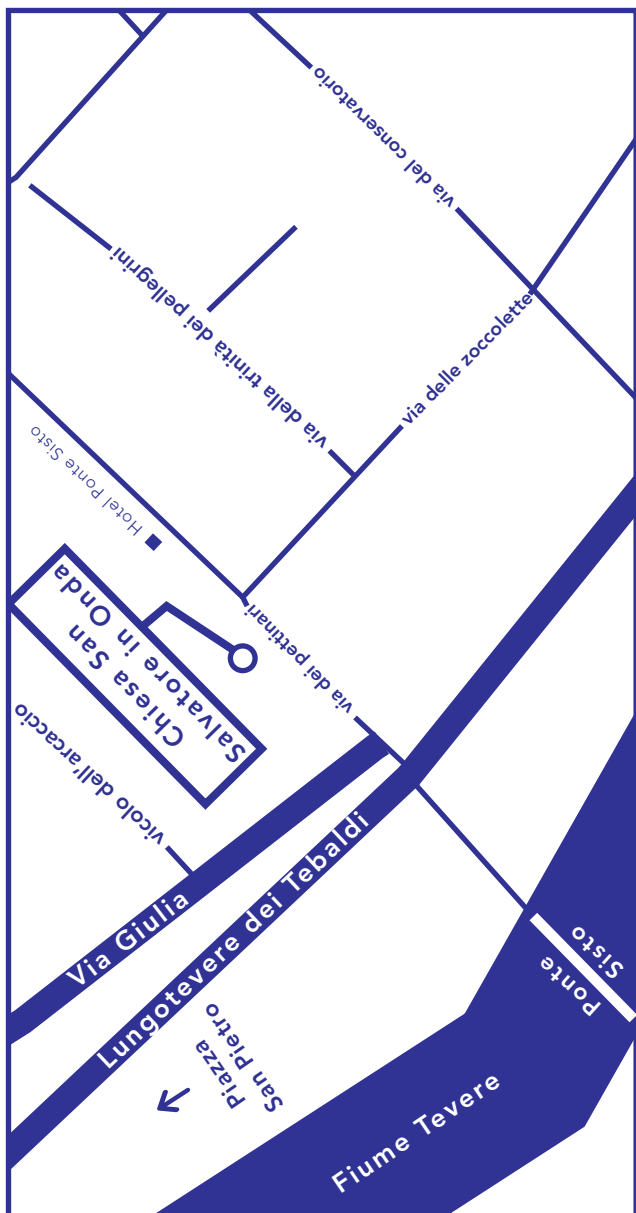 via del conservatorio
via della trinità dei pellegrini
via delle zoccolette
Hotel Ponte Sisto
Chiesa San
Salvatore in Onda
via dei pettinari
vicolo dell'arcaccio
Via Giulia
Lungotevere dei Tebaldi
Ponte
Sisto
Piazza
San Pietro
Fiume Tevere